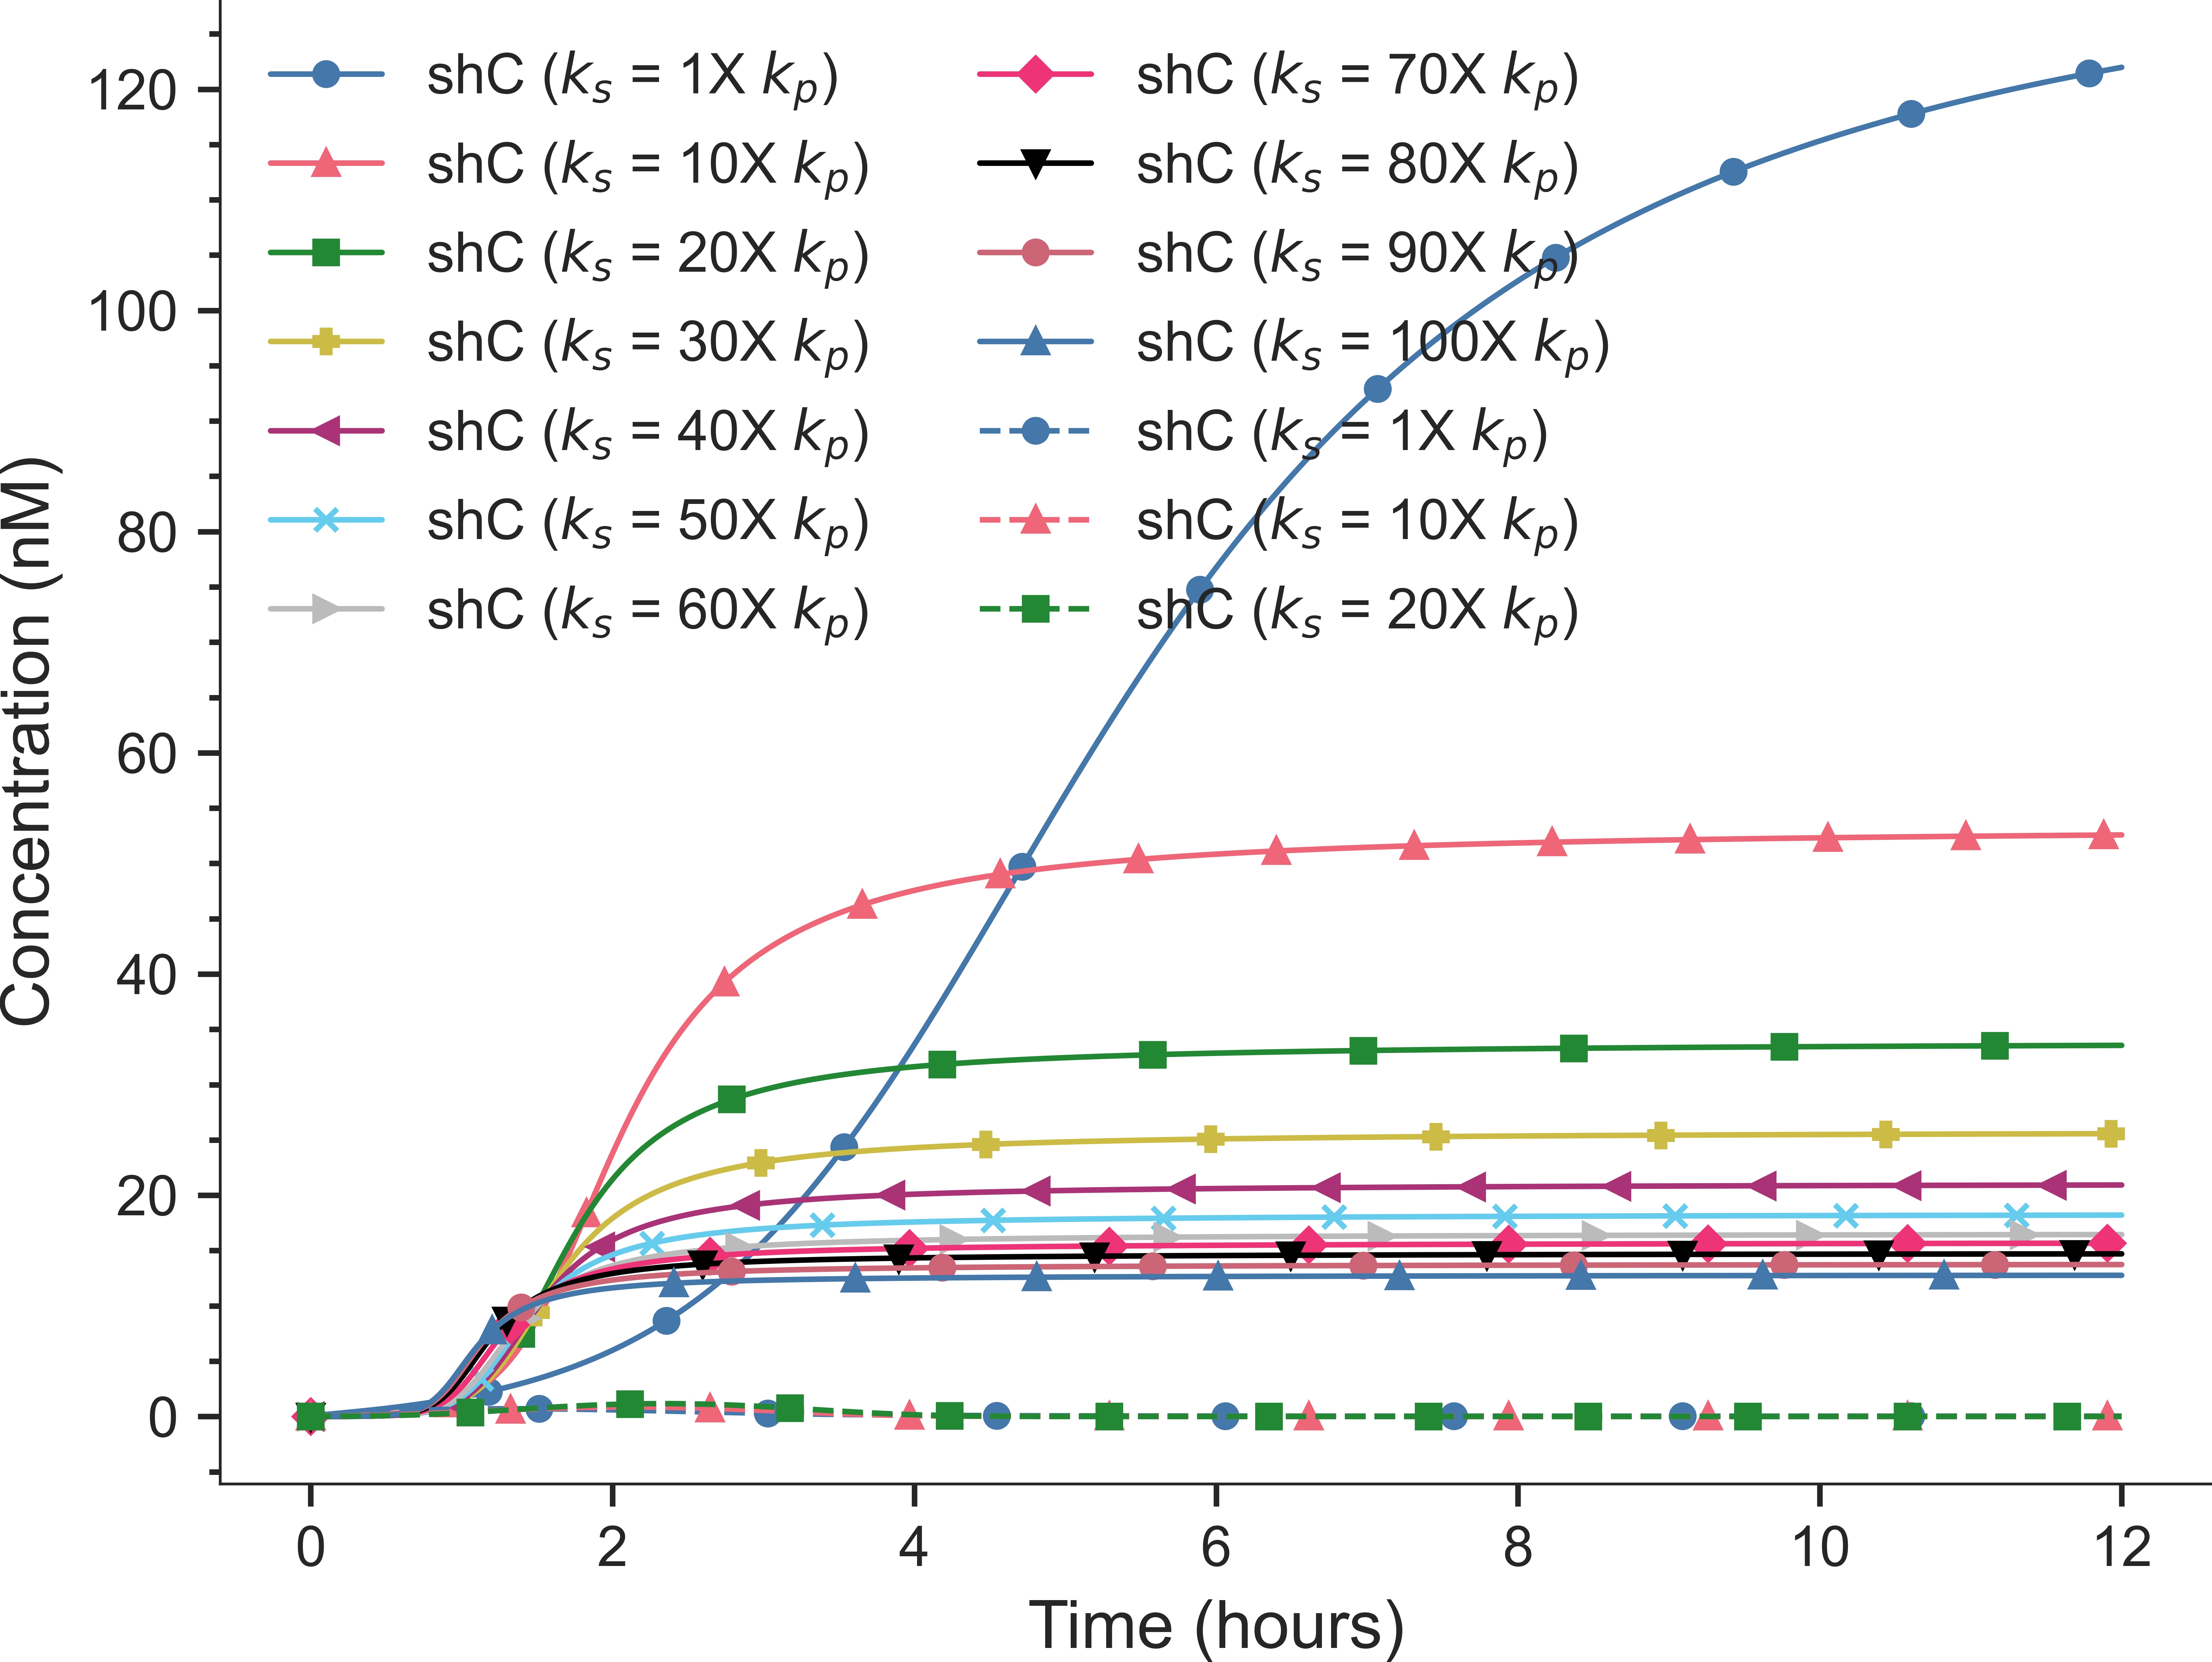 Concentration (nM)
120
100
80
60
40
20
0
shC (kₛ = 1X kₚ)
shC (kₛ = 10X kₚ)
shC (kₛ = 20X kₚ)
shC (kₛ = 30X kₚ)
shC (kₛ = 40X kₚ)
shC (kₛ = 50X kₚ)
shC (kₛ = 60X kₚ)
shC (kₛ = 70X kₚ)
shC (kₛ = 80X kₚ)
shC (kₛ = 90X kₚ)
shC (kₛ = 100X kₚ)
shC (kₛ = 1X kₚ)
shC (kₛ = 10X kₚ)
shC (kₛ = 20X kₚ)
0 2 4 6 8 10 12
Time (hours)